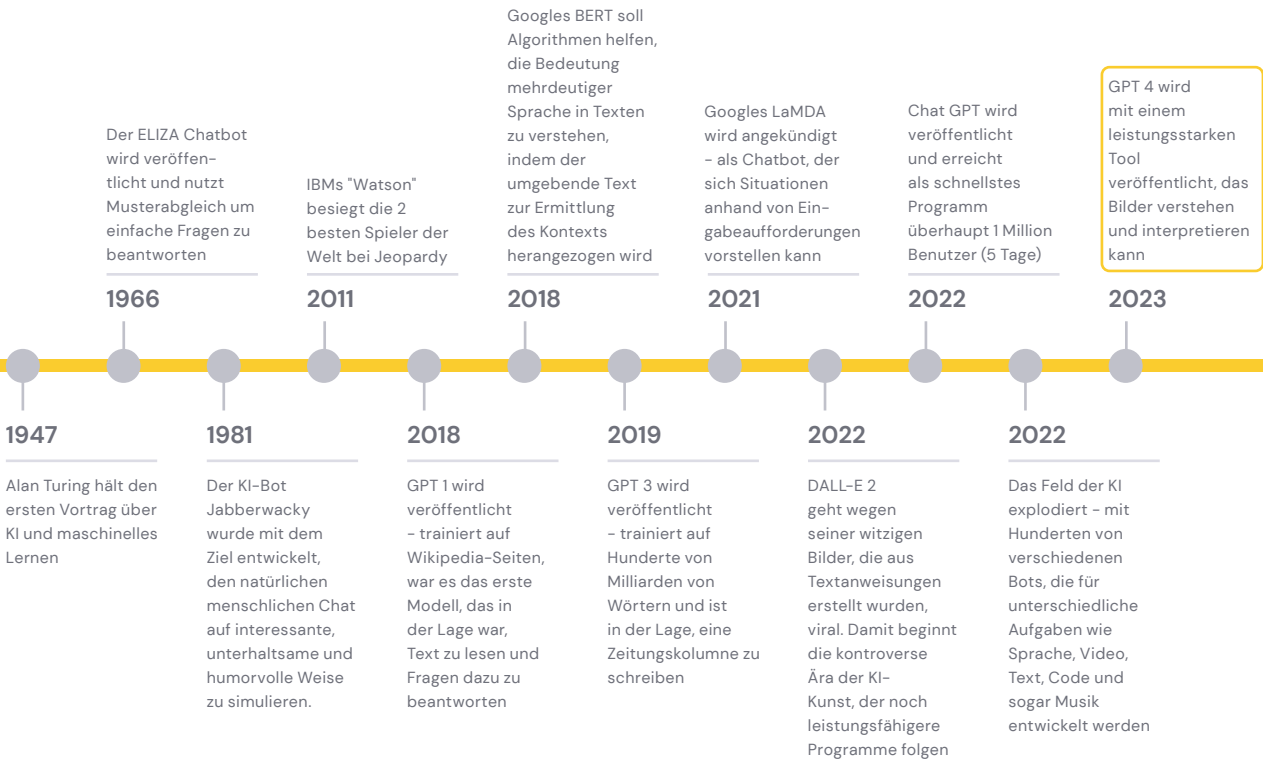 Der ELIZA Chatbot
wird veröffen-
tlicht und nutzt
Musterabgleich um
einfache Fragen zu
beantworten
1966
IBMs "Watson"
besiegt die 2
besten Spieler der
Welt bei Jeopardy
2011
Googles BERT soll
Algorithmen helfen,
die Bedeutung
mehrdeutiger
Sprache in Texten
zu verstehen,
indem der
umgebende Text
zur Ermittlung
des Kontexts
herangezogen wird
2018
Googles LaMDA
wird angekündigt
- als Chatbot, der
sich Situationen
anhand von Ein-
gabeaufforderungen
vorstellen kann
2021
Chat GPT wird
veröffentlicht
und erreicht
als schnellstes
Programm
überhaupt 1 Million
Benutzer (5 Tage)
2022
GPT 4 wird
mit einem
leistungsstarken
Tool
veröffentlicht, das
Bilder verstehen
und interpretieren
kann
2023
1947
Alan Turing hält den
ersten Vortrag über
KI und maschinelles
Lernen
1981
Der KI-Bot
Jabberwacky
wurde mit dem
Ziel entwickelt,
den natürlichen
menschlichen Chat
auf interessante,
unterhaltsame und
humorvolle Weise
zu simulieren.
2018
GPT 1 wird
veröffentlicht
- trainiert auf
Wikipedia-Seiten,
war es das erste
Modell, das in
der Lage war,
Text zu lesen und
Fragen dazu zu
beantworten
2019
GPT 3 wird
veröffentlicht
- trainiert auf
Hunderte von
Milliarden von
Wörtern und ist
in der Lage, eine
Zeitungskolumne zu
schreiben
2022
DALL-E 2
geht wegen
seiner witzigen
Bilder, die aus
Textanweisungen
erstellt wurden,
viral. Damit beginnt
die kontroverse
Ära der KI-
Kunst, der noch
leistungsfähigere
Programme folgen
2022
Das Feld der KI
explodiert - mit
Hunderten von
verschiedenen
Bots, die für
unterschiedliche
Aufgaben wie
Sprache, Video,
Text, Code und
sogar Musik
entwickelt werden